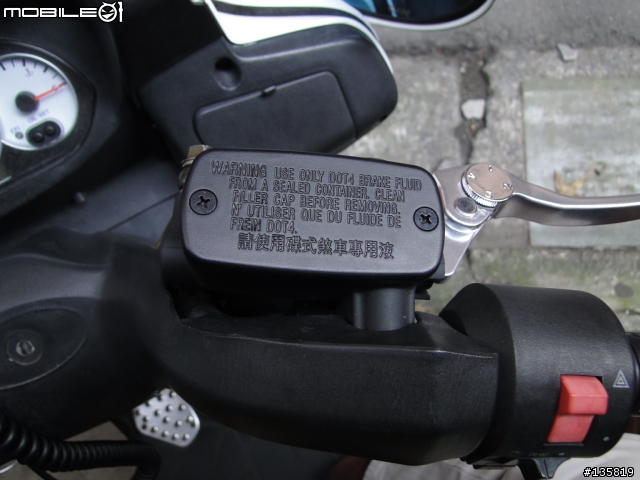 MOBILE01
WARNING USE ONLY DOT4 BRAKE FLUID
FROM A SEALED CONTAINER. CLEAN
FILLER CAP BEFORE REMOVING.
N' UTILISER QUE DU FLUIDE DE
FREIN DOT4.
請使用碟式煞車專用液
#135819